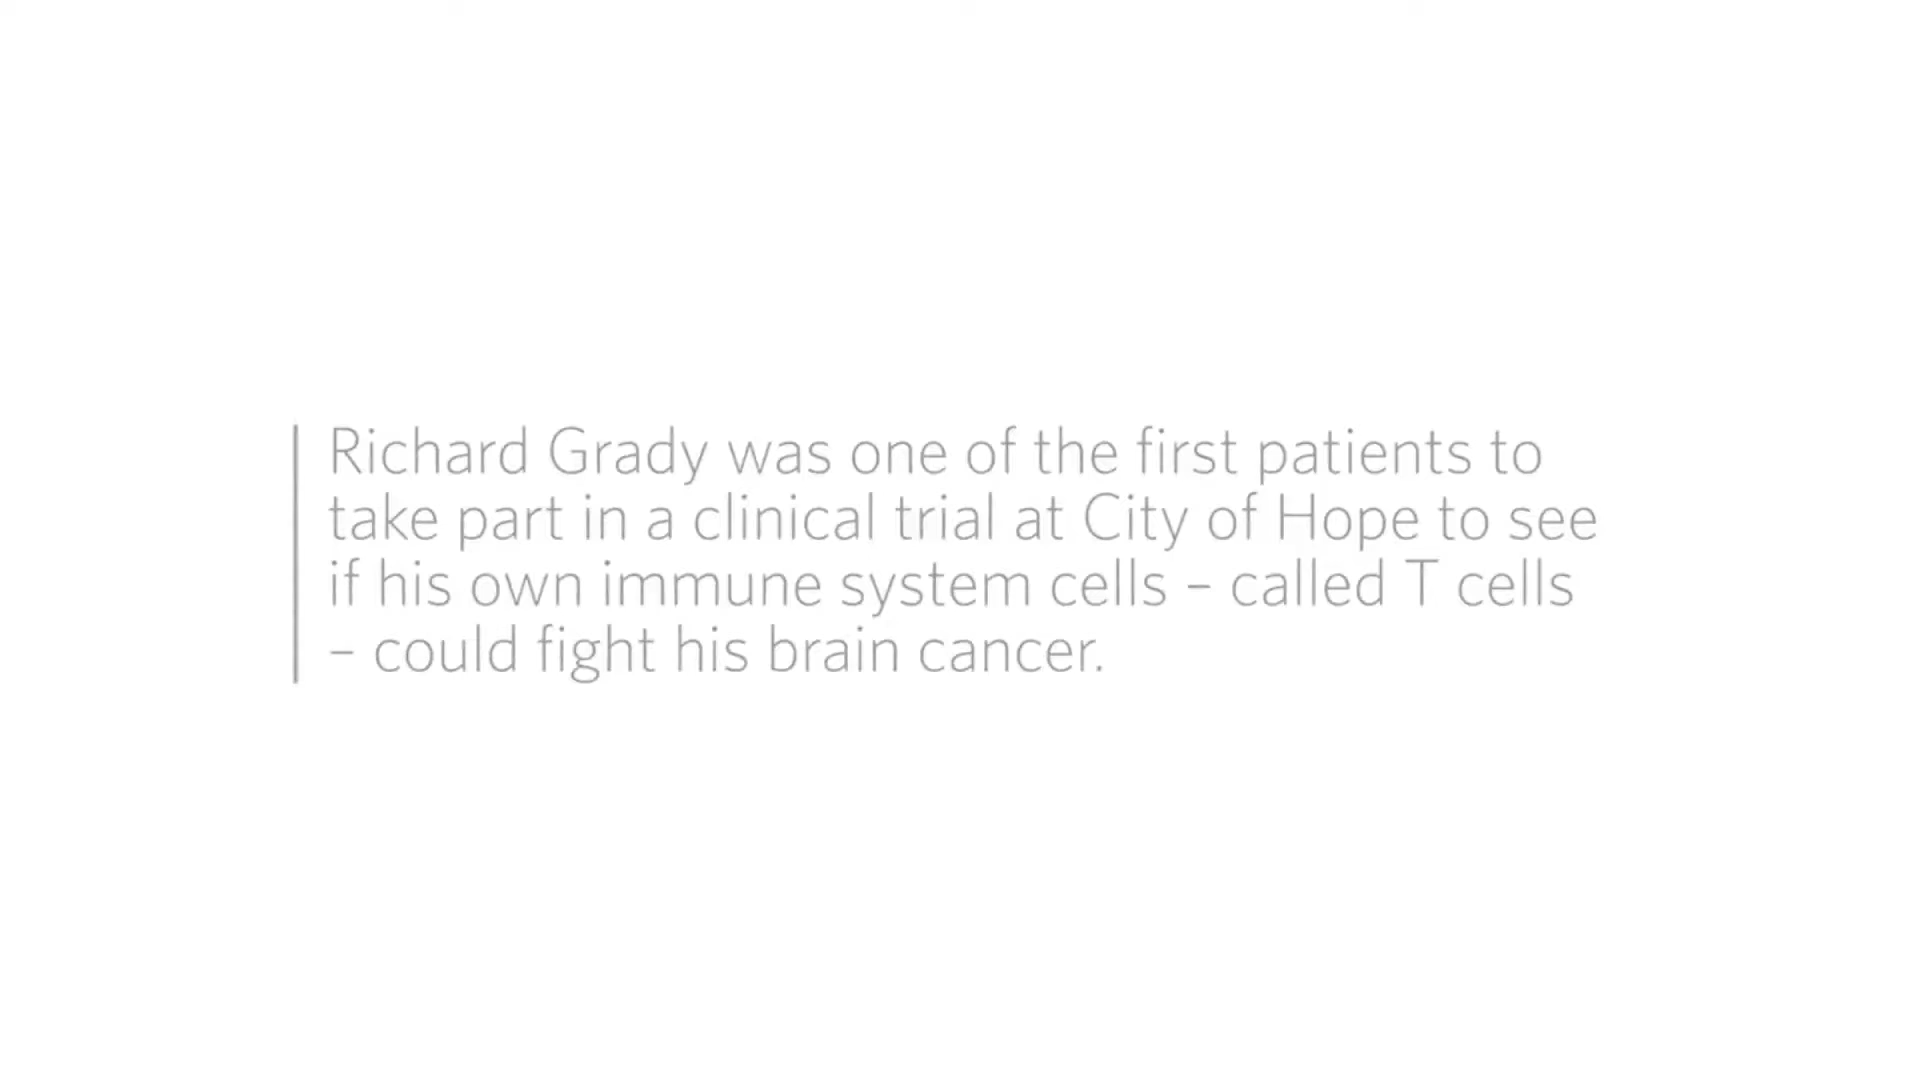 Richard Grady was one of the first patients to
take part in a clinical trial at City of Hope to see
if his own immune system cells – called T cells
– could fight his brain cancer.